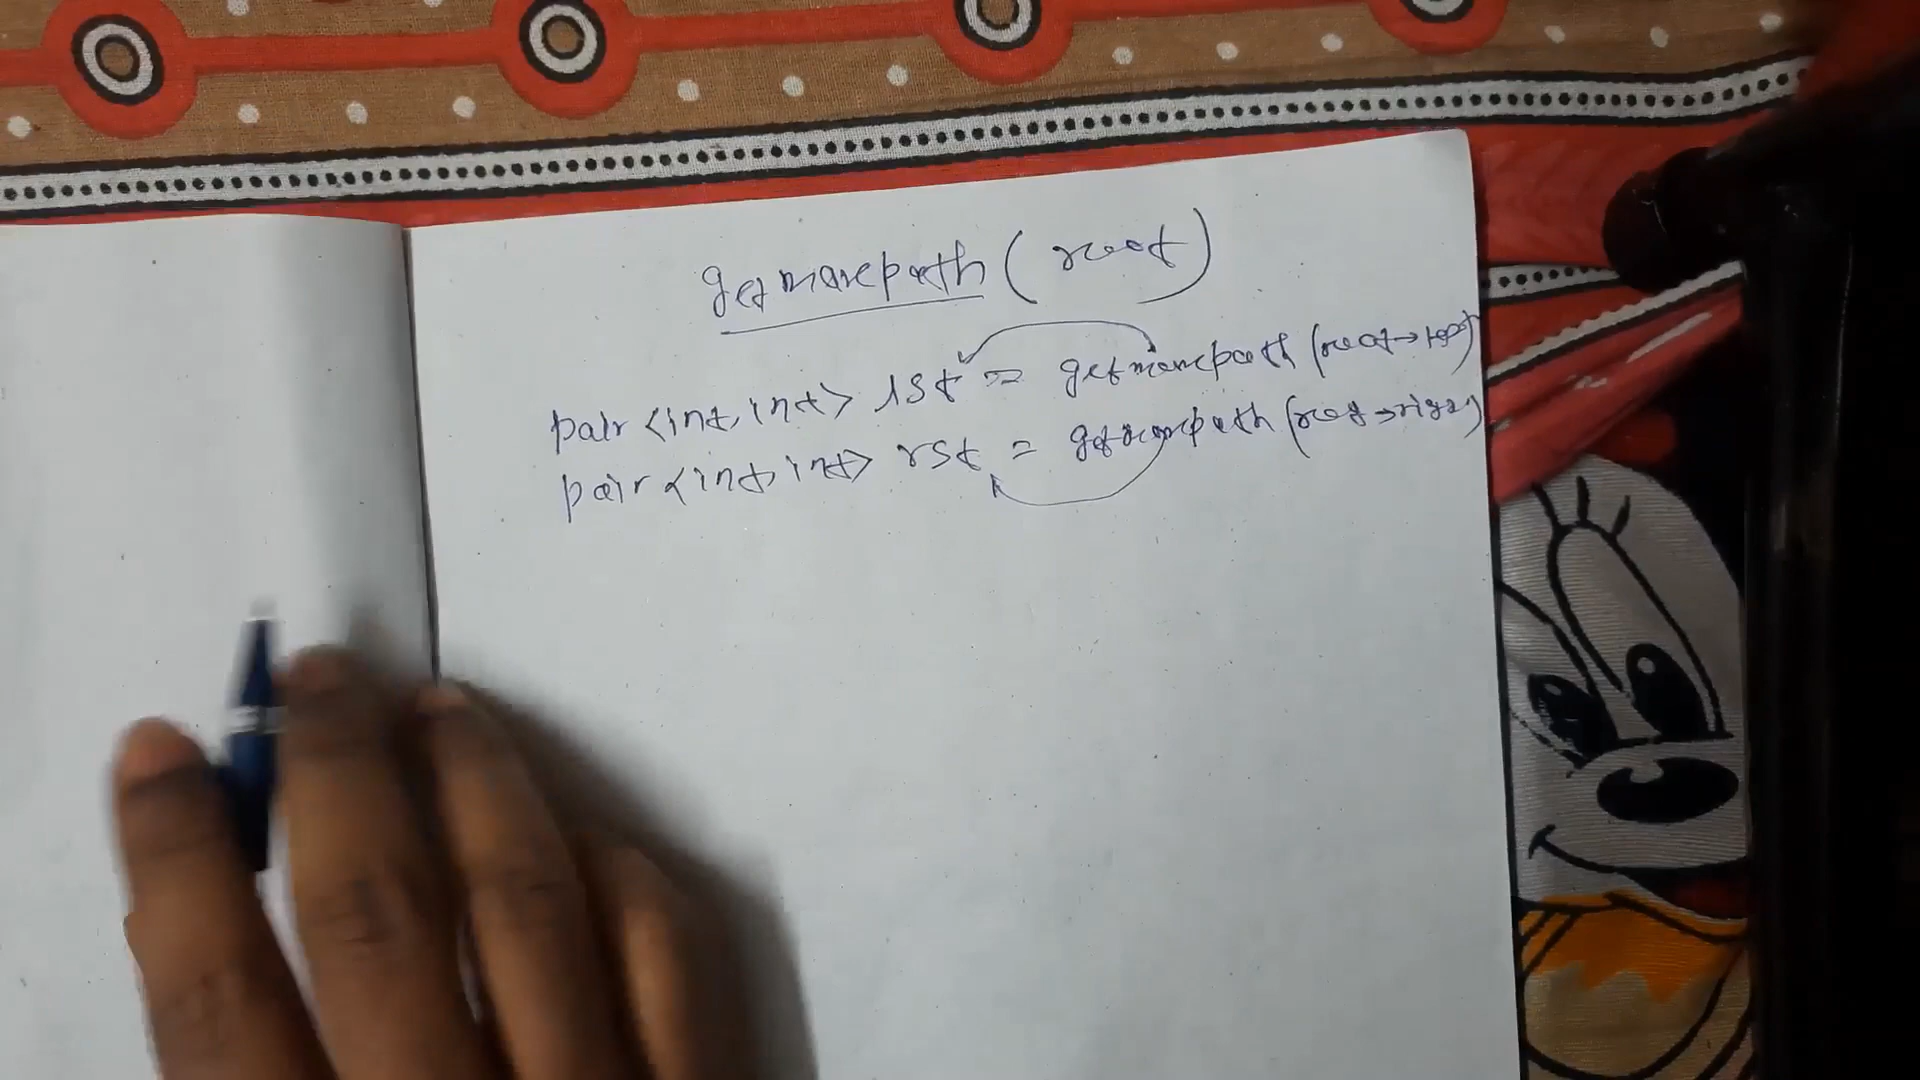 getmaxpath(root)
pair<int,int> lst = getmaxpath(root→left)
pair<int,int> rst = getmaxpath(root→right)